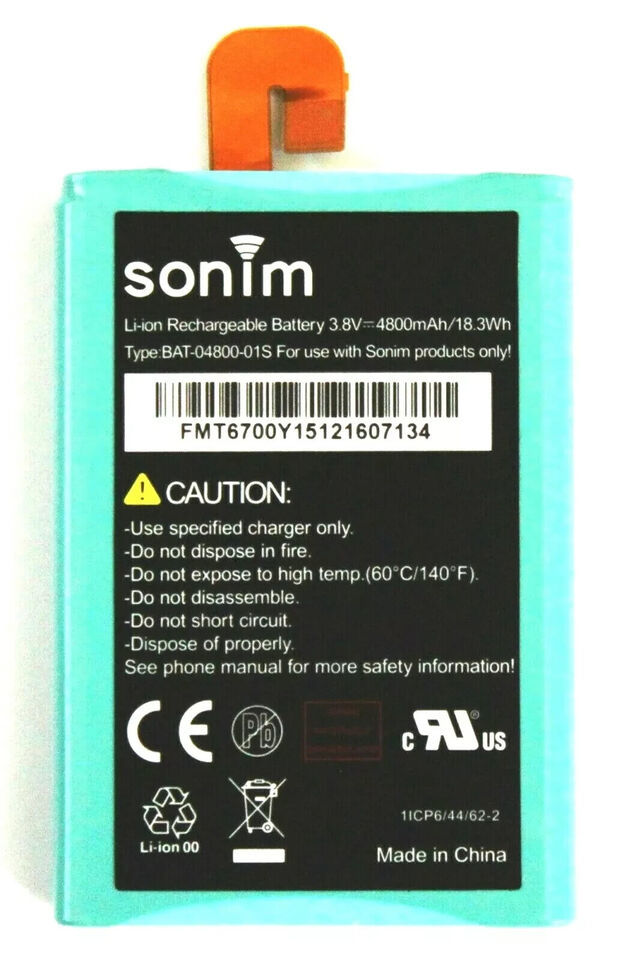 sonim
Li-ion Rechargeable Battery 3.8V⎓4800mAh/18.3Wh
Type:BAT-04800-01S For use with Sonim products only!
FMT6700Y15121607134
CAUTION:
-Use specified charger only.
-Do not dispose in fire.
-Do not expose to high temp.(60°C/140°F).
-Do not disassemble.
-Do not short circuit.
-Dispose of properly.
See phone manual for more safety information!
CE Pb c RU ® US
Li-ion 00
1ICP6/44/62-2
Made in China